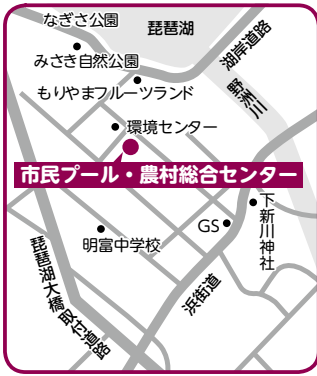 なぎさ公園
琵琶湖
湖岸道路
みさき自然公園
もりやまフルーツランド
野洲川
環境センター
市民プール・農村総合センター
下新川神社
GS
明富中学校
浜街道
琵琶湖大橋取付道路